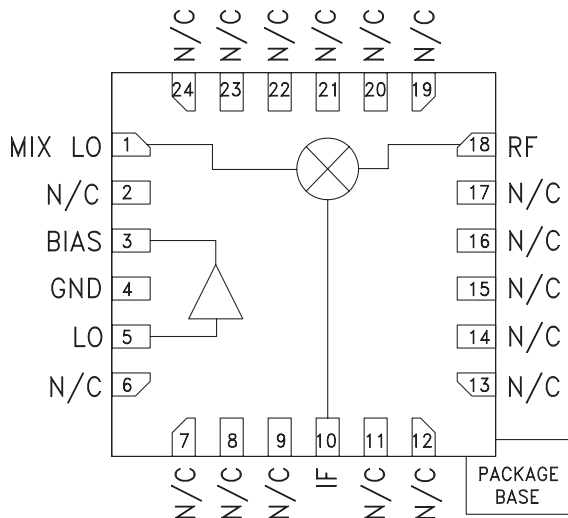 N/C N/C N/C N/C N/C N/C
24 23 22 21 20 19
MIX LO 1 18 RF
N/C 2 17 N/C
BIAS 3 16 N/C
GND 4 15 N/C
LO 5 14 N/C
N/C 6 13 N/C
7 8 9 10 11 12
N/C N/C N/C IF N/C N/C
PACKAGE
BASE